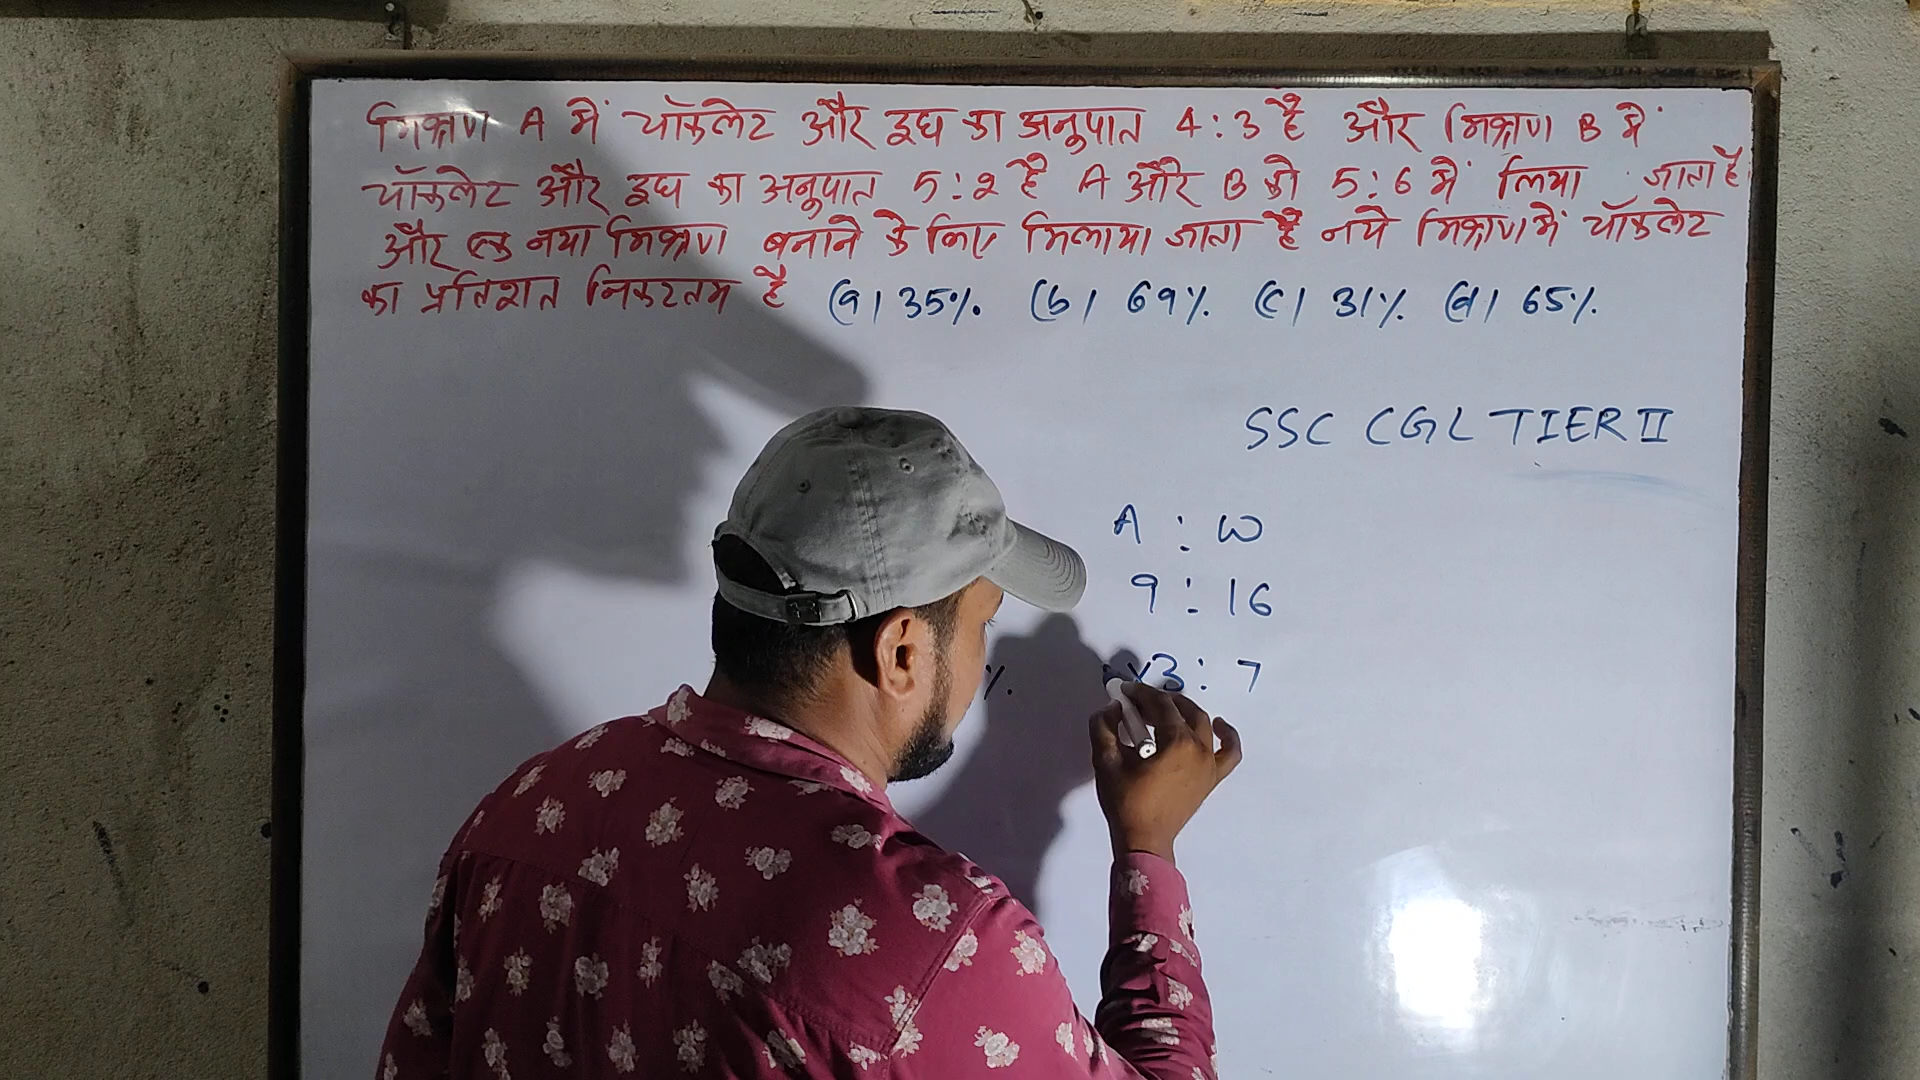 मिश्रण A में चॉकलेट और दूध का अनुपात 4:3 है और मिश्रण B में
चॉकलेट और दूध का अनुपात 5:2 है A और B को 5:6 में लिया जाता है
और एक नया मिश्रण बनाने के लिए मिलाया जाता है नये मिश्रण में चॉकलेट
का प्रतिशत निकटतम है (a) 35% (b) 69% (c) 31% (d) 65%
SSC CGL TIER II
A : W
9 : 16
%. x3 : 7